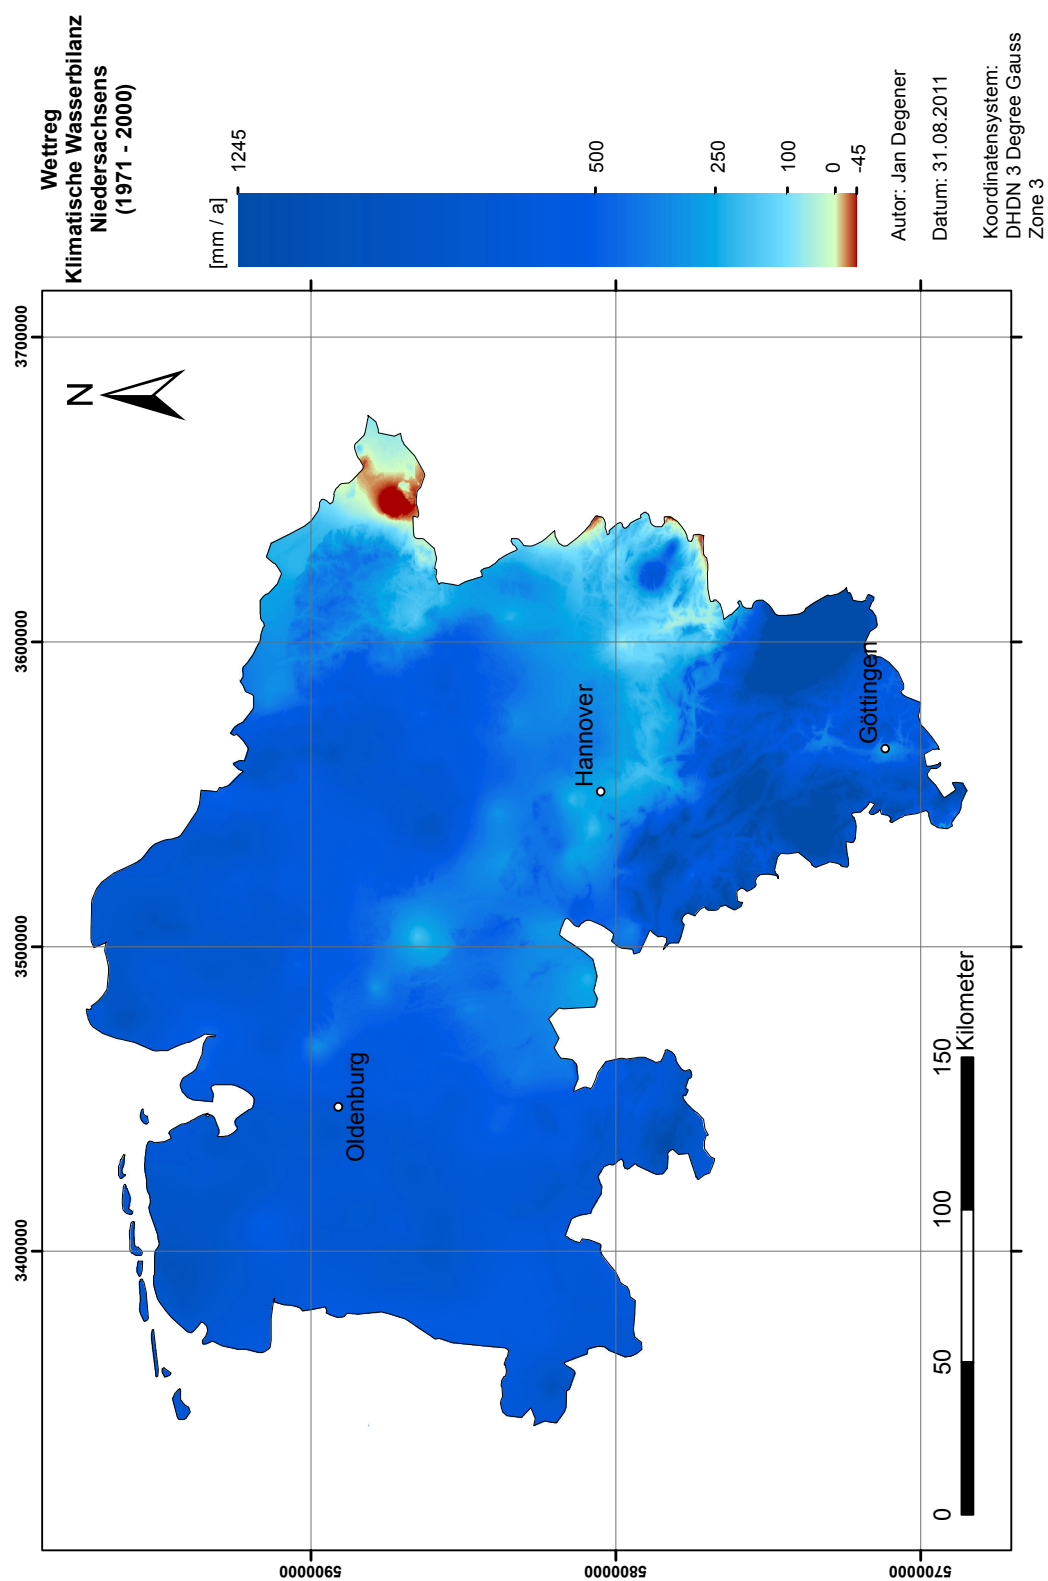 Wettreg
Klimatische Wasserbilanz
Niedersachsens
(1971 - 2000)
[mm / a]
1245
500
250
100
0
-45
Autor: Jan Degener
Datum: 31.08.2011
Koordinatensystem:
DHDN 3 Degree Gauss
Zone 3
3400000
3500000
3600000
3700000
N
5900000
5800000
5700000
Oldenburg
Hannover
Göttingen
0
50
100
150
Kilometer